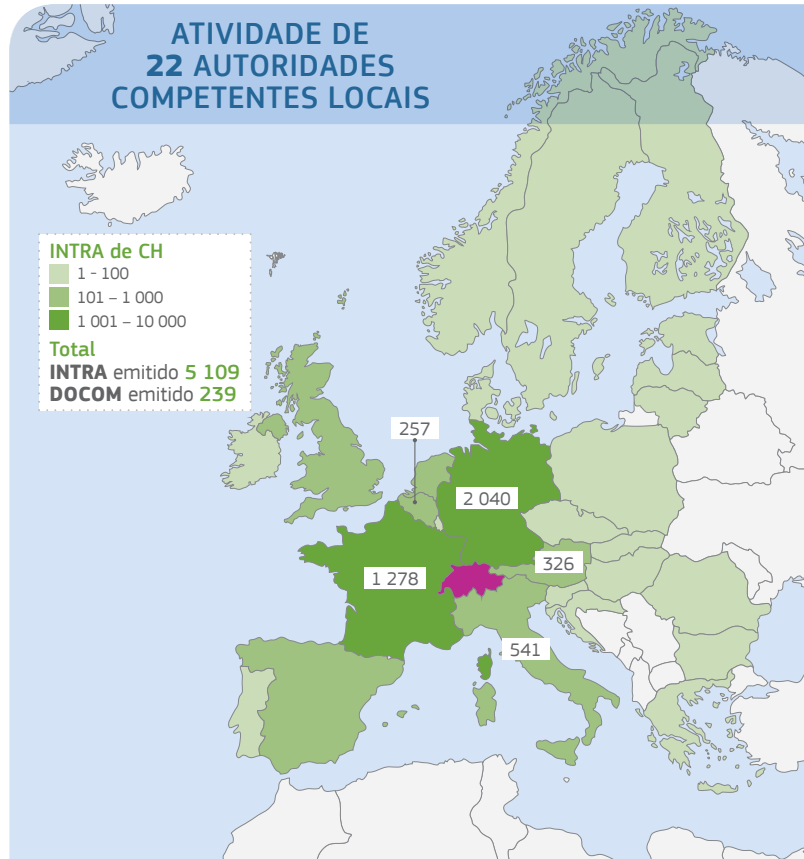 ATIVIDADE DE
22 AUTORIDADES
COMPETENTES LOCAIS
INTRA de CH
1 - 100
101 – 1 000
1 001 – 10 000
Total
INTRA emitido 5 109
DOCOM emitido 239
257
2 040
326
1 278
541